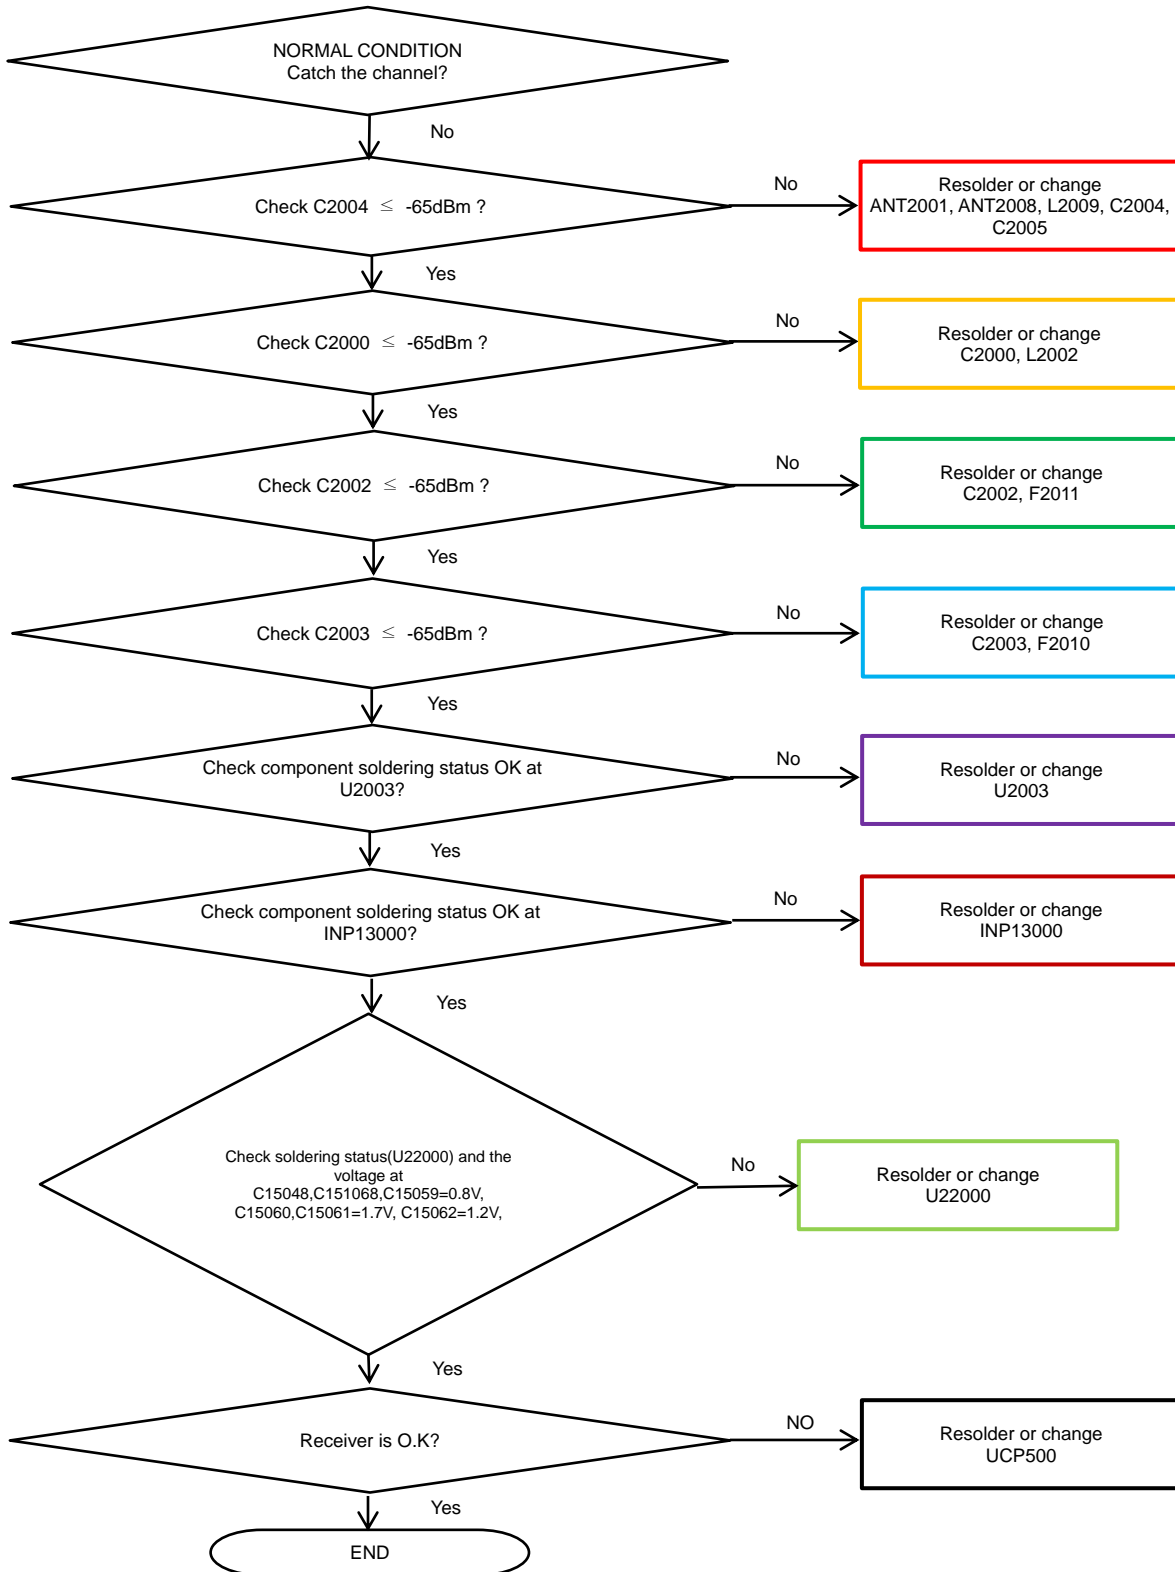 NORMAL CONDITION
Catch the channel?
No
Check C2004 ≤ -65dBm ?
No
Resolder or change
ANT2001, ANT2008, L2009, C2004,
C2005
Yes
Check C2000 ≤ -65dBm ?
No
Resolder or change
C2000, L2002
Yes
Check C2002 ≤ -65dBm ?
No
Resolder or change
C2002, F2011
Yes
Check C2003 ≤ -65dBm ?
No
Resolder or change
C2003, F2010
Yes
Check component soldering status OK at
U2003?
No
Resolder or change
U2003
Yes
Check component soldering status OK at
INP13000?
No
Resolder or change
INP13000
Yes
Check soldering status(U22000) and the
voltage at
C15048,C151068,C15059=0.8V,
C15060,C15061=1.7V, C15062=1.2V,
No
Resolder or change
U22000
Yes
Receiver is O.K?
NO
Resolder or change
UCP500
Yes
END